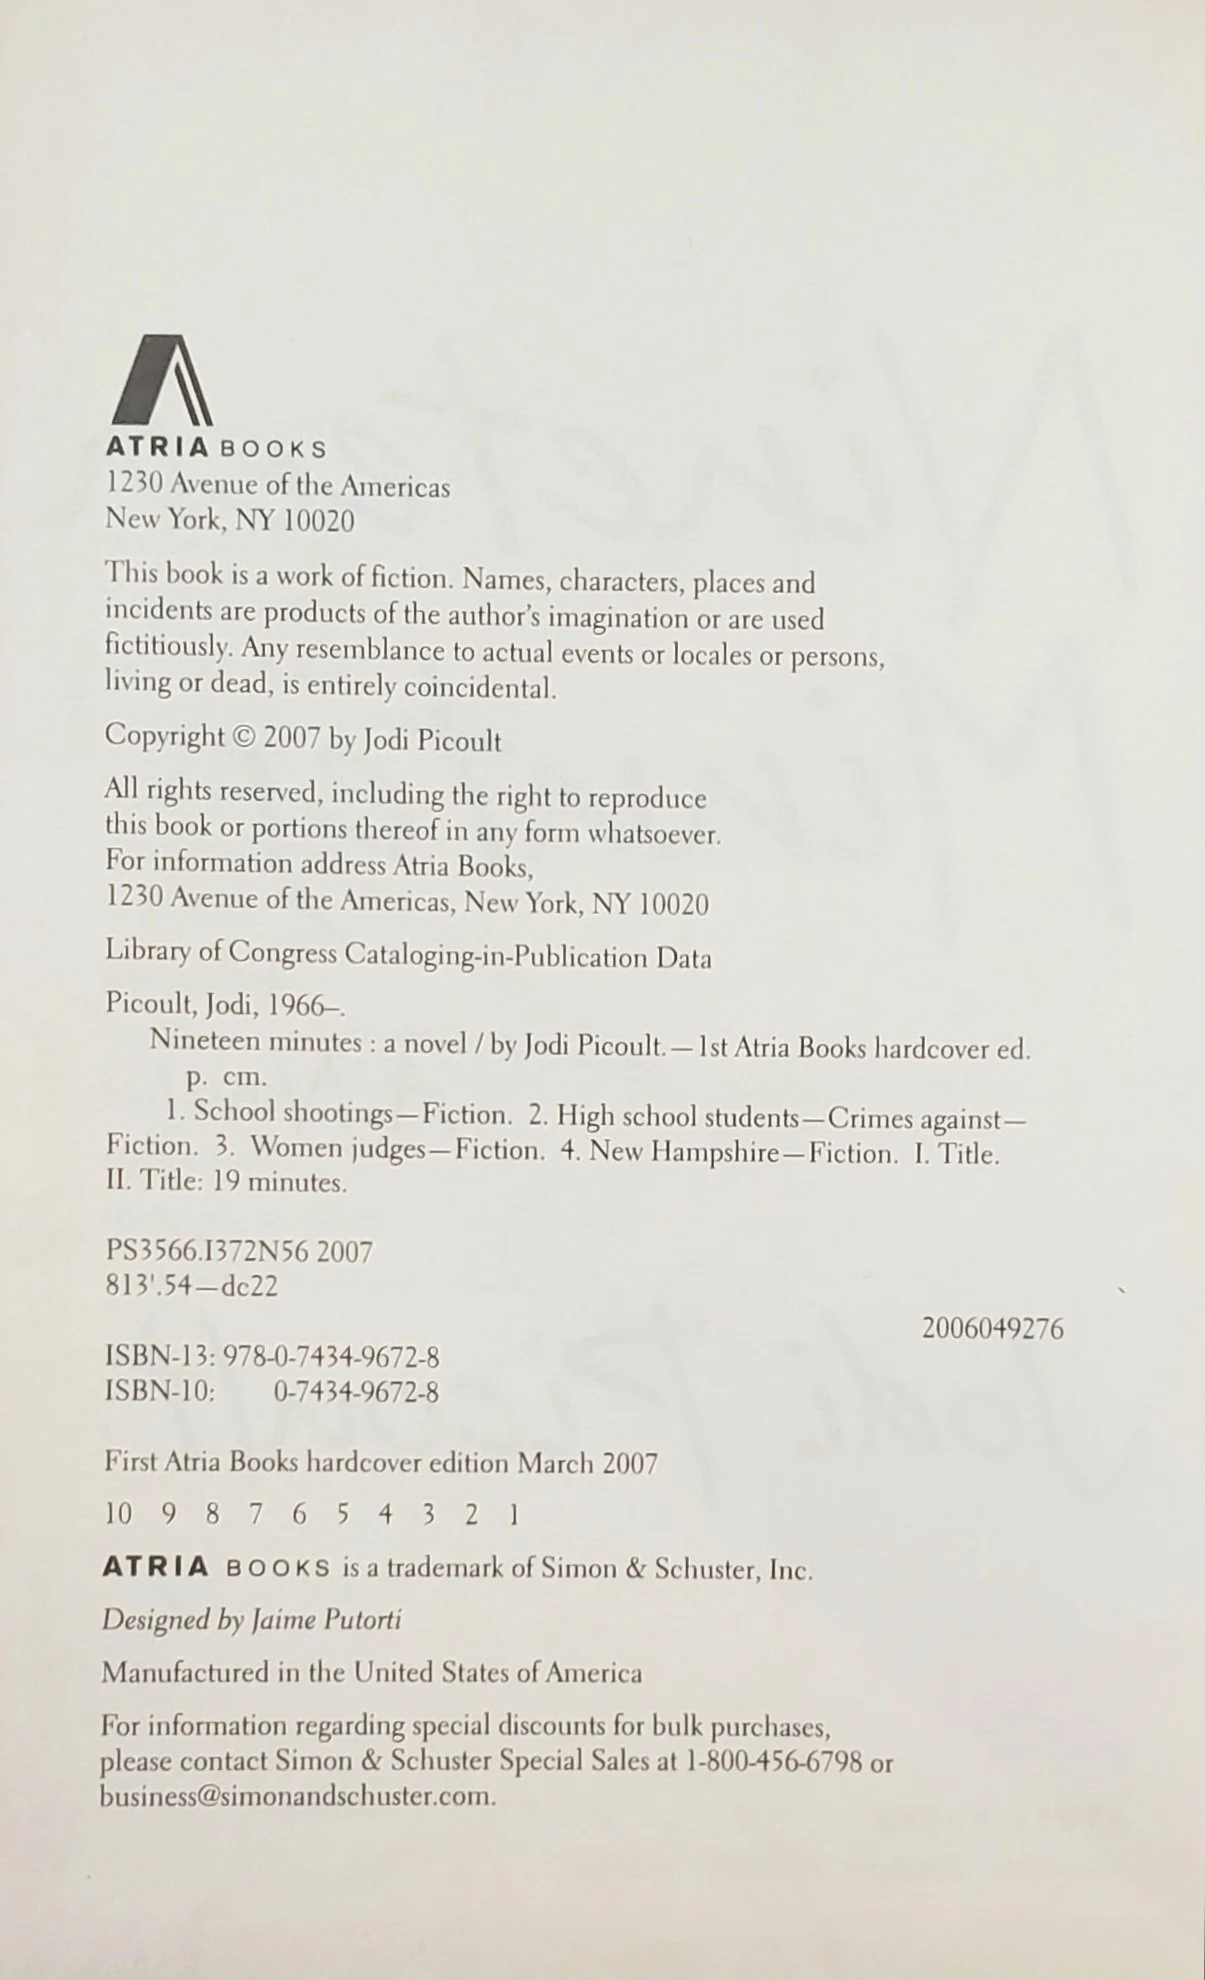 ATRIA BOOKS
1230 Avenue of the Americas
New York, NY 10020
This book is a work of fiction. Names, characters, places and
incidents are products of the author's imagination or are used
fictitiously. Any resemblance to actual events or locales or persons,
living or dead, is entirely coincidental.
Copyright © 2007 by Jodi Picoult
All rights reserved, including the right to reproduce
this book or portions thereof in any form whatsoever.
For information address Atria Books,
1230 Avenue of the Americas, New York, NY 10020
Library of Congress Cataloging-in-Publication Data
Picoult, Jodi, 1966–.
Nineteen minutes : a novel / by Jodi Picoult.—1st Atria Books hardcover ed.
p. cm.
1. School shootings—Fiction. 2. High school students—Crimes against—
Fiction. 3. Women judges—Fiction. 4. New Hampshire—Fiction. I. Title.
II. Title: 19 minutes.
PS3566.I372N56 2007
813'.54—dc22
2006049276
ISBN-13: 978-0-7434-9672-8
ISBN-10: 0-7434-9672-8
First Atria Books hardcover edition March 2007
10 9 8 7 6 5 4 3 2 1
ATRIA BOOKS is a trademark of Simon & Schuster, Inc.
Designed by Jaime Putorti
Manufactured in the United States of America
For information regarding special discounts for bulk purchases,
please contact Simon & Schuster Special Sales at 1-800-456-6798 or
business@simonandschuster.com.